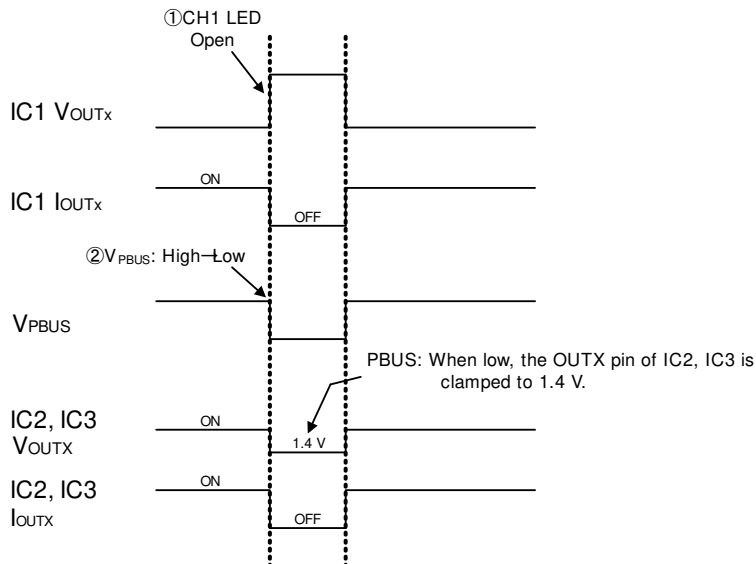 ①CH1 LED
Open
IC1 VOUTx
ON
IC1 IOUTx
OFF
②VPBUS: High→Low
VPBUS
PBUS: When low, the OUTX pin of IC2, IC3 is
clamped to 1.4 V.
IC2, IC3
VOUTX
ON
1.4 V
IC2, IC3
IOUTX
ON
OFF